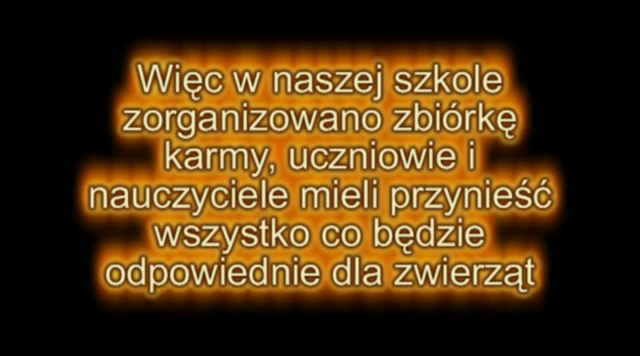 Więc w naszej szkole
zorganizowano zbiórkę
karmy, uczniowie i
nauczyciele mieli przynieść
wszystko co będzie
odpowiednie dla zwierząt